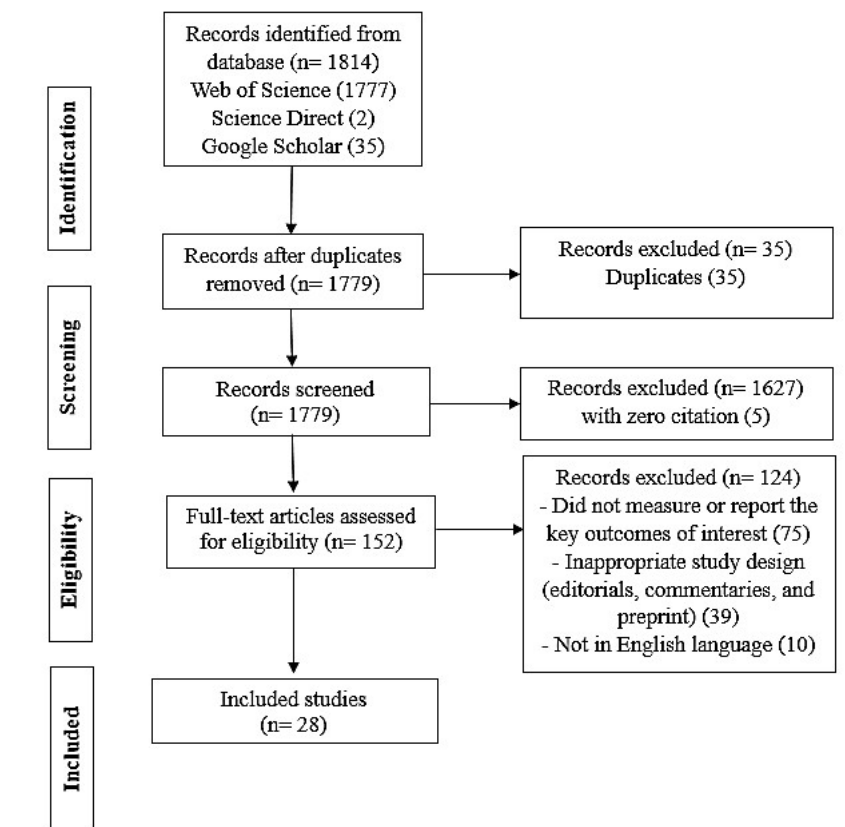 Records identified from
database (n= 1814)
Web of Science (1777)
Science Direct (2)
Google Scholar (35)
Identification
Records after duplicates
removed (n= 1779)
Records excluded (n= 35)
Duplicates (35)
Screening
Records screened
(n= 1779)
Records excluded (n= 1627)
with zero citation (5)
Eligibility
Full-text articles assessed
for eligibility (n= 152)
Records excluded (n= 124)
- Did not measure or report the
key outcomes of interest (75)
- Inappropriate study design
(editorials, commentaries, and
preprint) (39)
- Not in English language (10)
Included
Included studies
(n= 28)